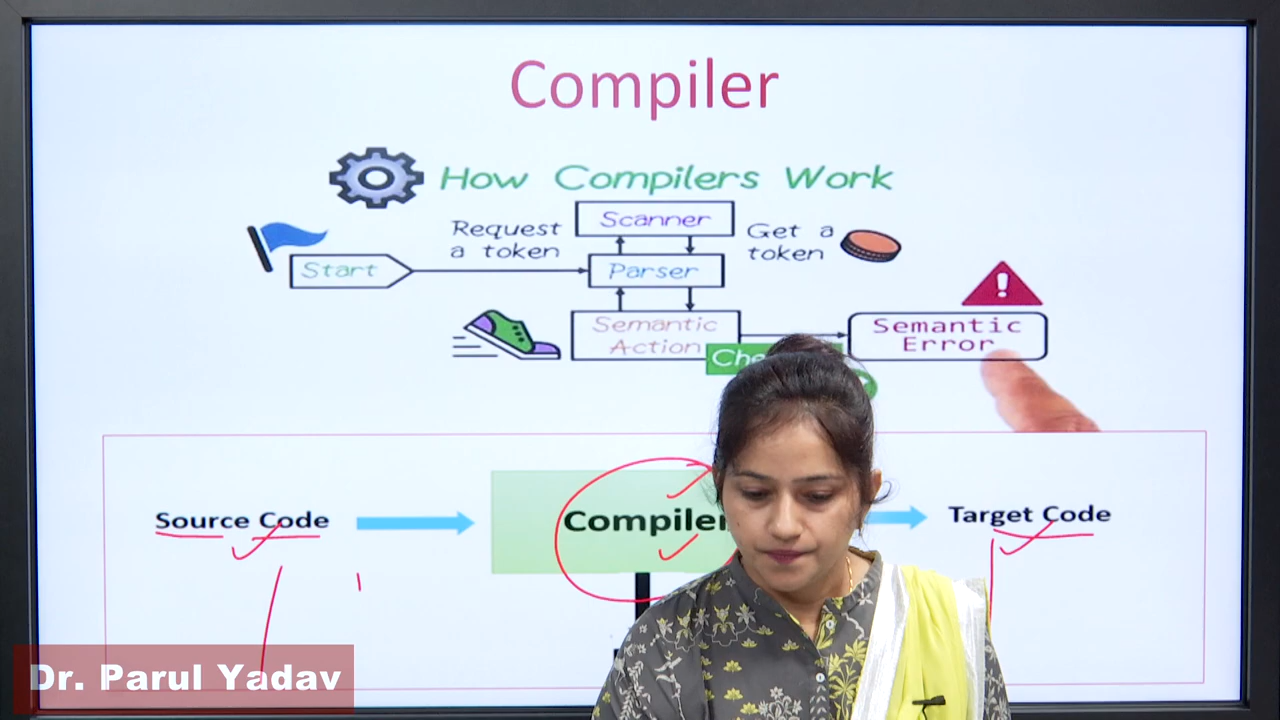 Compiler
How Compilers Work
Scanner
Request
a token
Get a
token
Start
Parser
Semantic
Action
Semantic
Error
Source Code
Compiler
Target Code
Dr. Parul Yadav